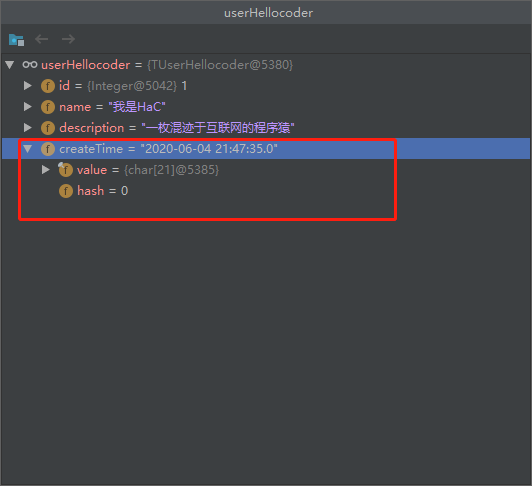 userHellocoder
userHellocoder = {TUserHellocoder@5380}
f id = {Integer@5042} 1
f name = "我是HaC"
f description = "一枚混迹于互联网的程序猿"
f createTime = "2020-06-04 21:47:35.0"
f value = {char[21]@5385}
f hash = 0